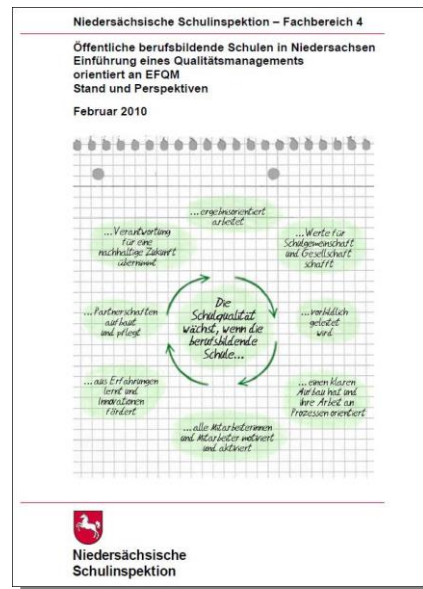 Niedersächsische Schulinspektion – Fachbereich 4
Öffentliche berufsbildende Schulen in Niedersachsen
Einführung eines Qualitätsmanagements
orientiert an EFQM
Stand und Perspektiven
Februar 2010
...ergebnisorientiert
arbeitet
...Werte für
Schulgemeinschaft
und Gesellschaft
schafft
...vorbildlich
geleitet
wird
...einen klaren
Aufbau hat und
ihre Arbeit an
Prozessen orientiert
...alle Mitarbeiterinnen
und Mitarbeiter motiviert
und aktiviert
...aus Erfahrungen
lernt und
Innovationen
fördert
...Partnerschaften
aufbaut
und pflegt
...Verantwortung
für eine
nachhaltige Zukunft
übernimmt
Die
Schulqualität
wächst, wenn die
berufsbildende
Schule...
Niedersächsische
Schulinspektion